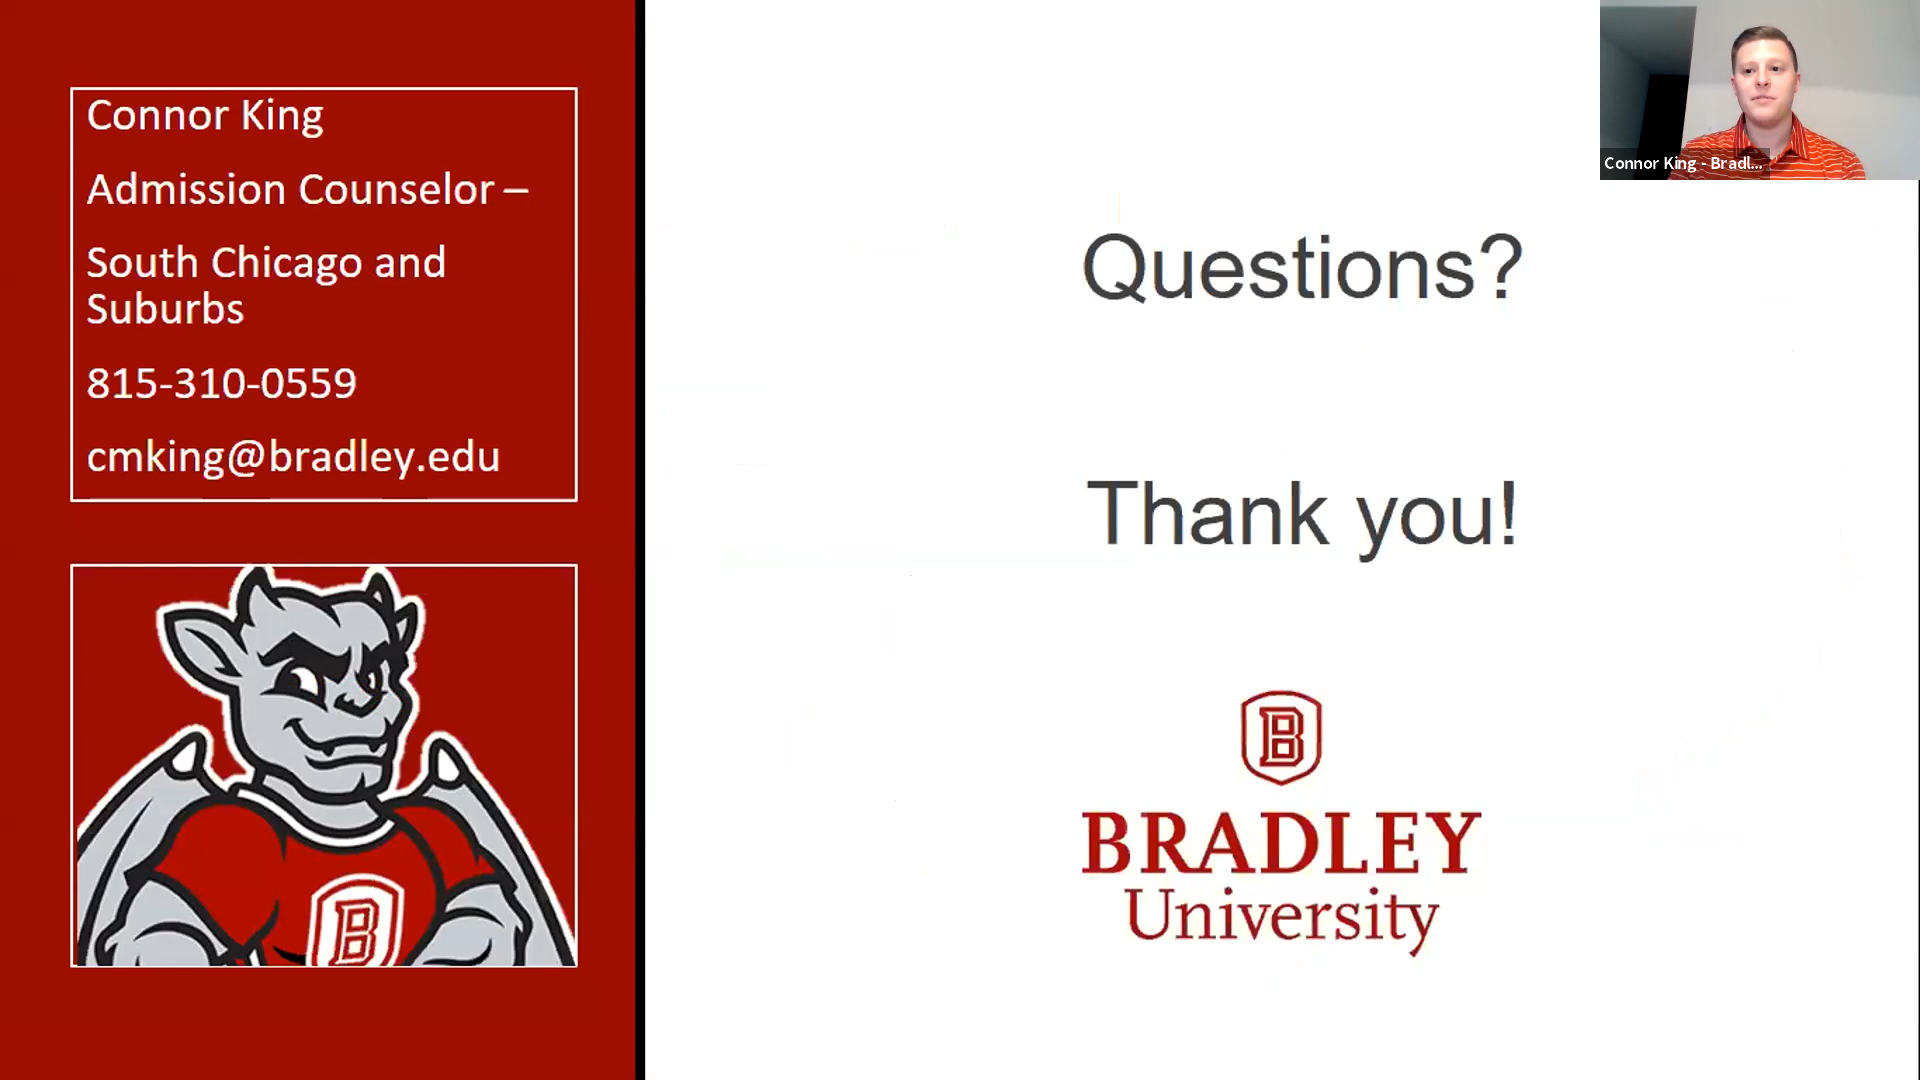 Connor King
Admission Counselor –
South Chicago and
Suburbs
815-310-0559
cmking@bradley.edu
B
Questions?
Thank you!
B
BRADLEY
University
Connor King - Bradl...